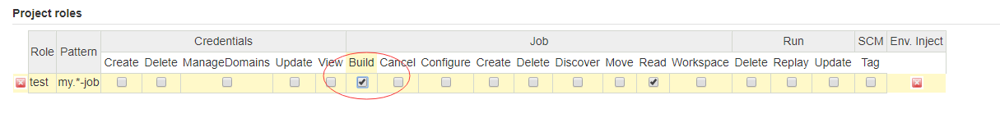 Project roles
Role Pattern Credentials Job Run SCM Env. Inject
Create Delete ManageDomains Update View Build Cancel Configure Create Delete Discover Move Read Workspace Delete Replay Update Tag
test my.*-job